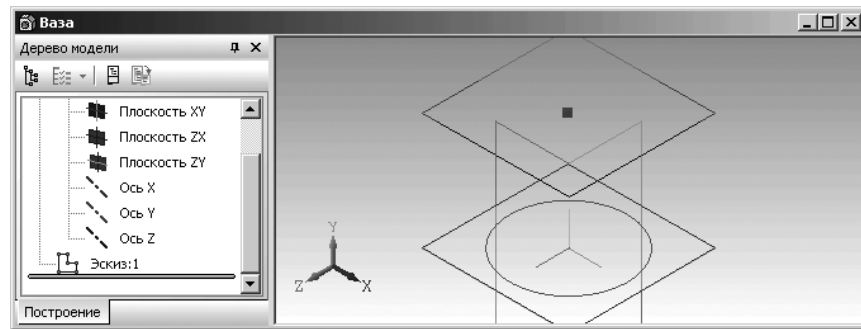 Ваза
Дерево модели
Плоскость XY
Плоскость ZX
Плоскость ZY
Ось X
Ось Y
Ось Z
Эскиз:1
Построение
Y
Z
X